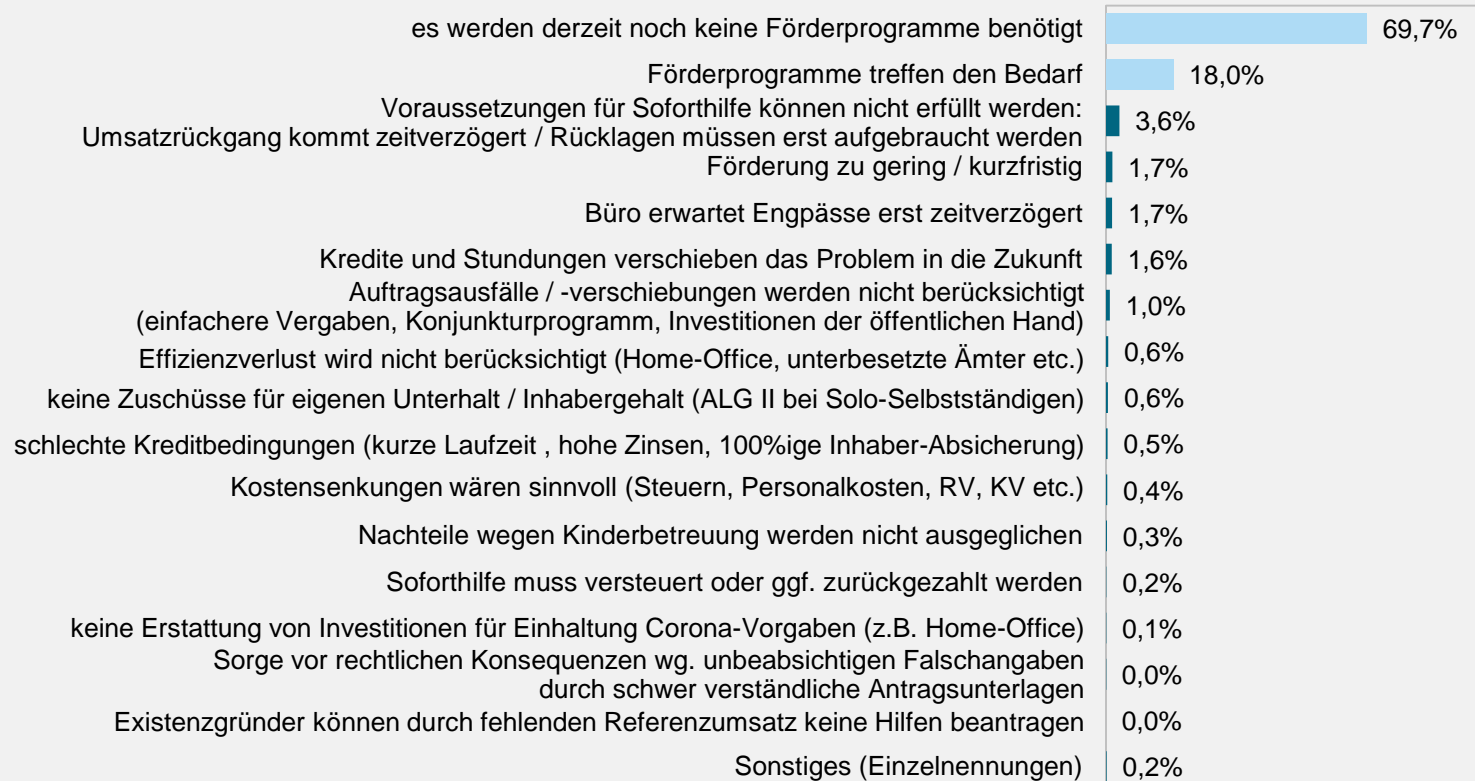 es werden derzeit noch keine Förderprogramme benötigt 69,7%
Förderprogramme treffen den Bedarf 18,0%
Voraussetzungen für Soforthilfe können nicht erfüllt werden:
Umsatzrückgang kommt zeitverzögert / Rücklagen müssen erst aufgebraucht werden 3,6%
Förderung zu gering / kurzfristig 1,7%
Büro erwartet Engpässe erst zeitverzögert 1,7%
Kredite und Stundungen verschieben das Problem in die Zukunft 1,6%
Auftragsausfälle / -verschiebungen werden nicht berücksichtigt
(einfachere Vergaben, Konjunkturprogramm, Investitionen der öffentlichen Hand) 1,0%
Effizienzverlust wird nicht berücksichtigt (Home-Office, unterbesetzte Ämter etc.) 0,6%
keine Zuschüsse für eigenen Unterhalt / Inhabergehalt (ALG II bei Solo-Selbstständigen) 0,6%
schlechte Kreditbedingungen (kurze Laufzeit , hohe Zinsen, 100%ige Inhaber-Absicherung) 0,5%
Kostensenkungen wären sinnvoll (Steuern, Personalkosten, RV, KV etc.) 0,4%
Nachteile wegen Kinderbetreuung werden nicht ausgeglichen 0,3%
Soforthilfe muss versteuert oder ggf. zurückgezahlt werden 0,2%
keine Erstattung von Investitionen für Einhaltung Corona-Vorgaben (z.B. Home-Office) 0,1%
Sorge vor rechtlichen Konsequenzen wg. unbeabsichtigen Falschangaben
durch schwer verständliche Antragsunterlagen 0,0%
Existenzgründer können durch fehlenden Referenzumsatz keine Hilfen beantragen 0,0%
Sonstiges (Einzelnennungen) 0,2%